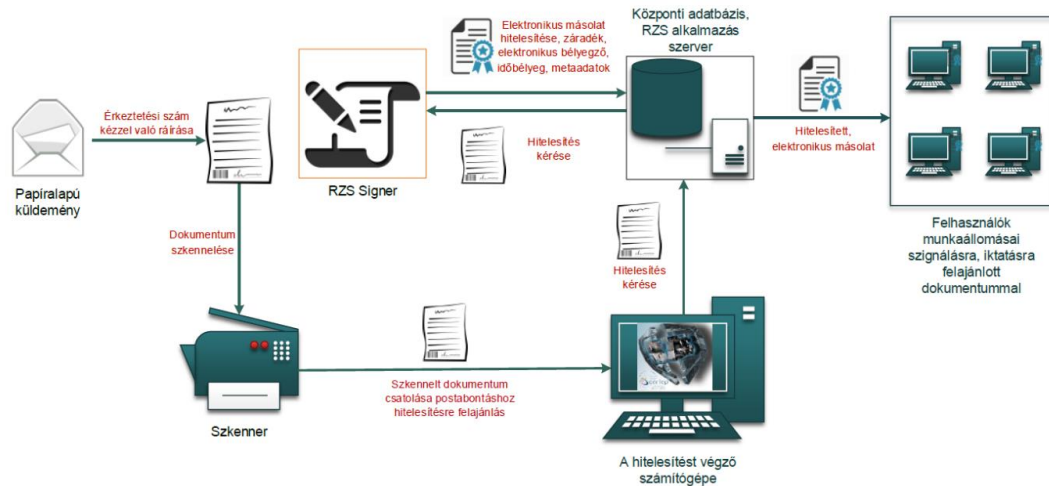 Elektronikus másolat
hitelesítése, záradék,
elektronikus bélyegző,
időbélyeg, metaadatok
Központi adatbázis,
RZS alkalmazás
szerver
Érkeztetési szám
kézzel való ráírása
Papíralapú
küldemény
RZS Signer
Hitelesítés
kérése
Hitelesített,
elektronikus másolat
Felhasználók
munkaállomásai
szignálásra, iktatásra
felajánlott
dokumentummal
Dokumentum
szkennelése
Hitelesítés
kérése
Szkennelt dokumentum
csatolása postabontáshoz
hitelesítésre felajánlás
Szkenner
A hitelesítést végző
számítógépe